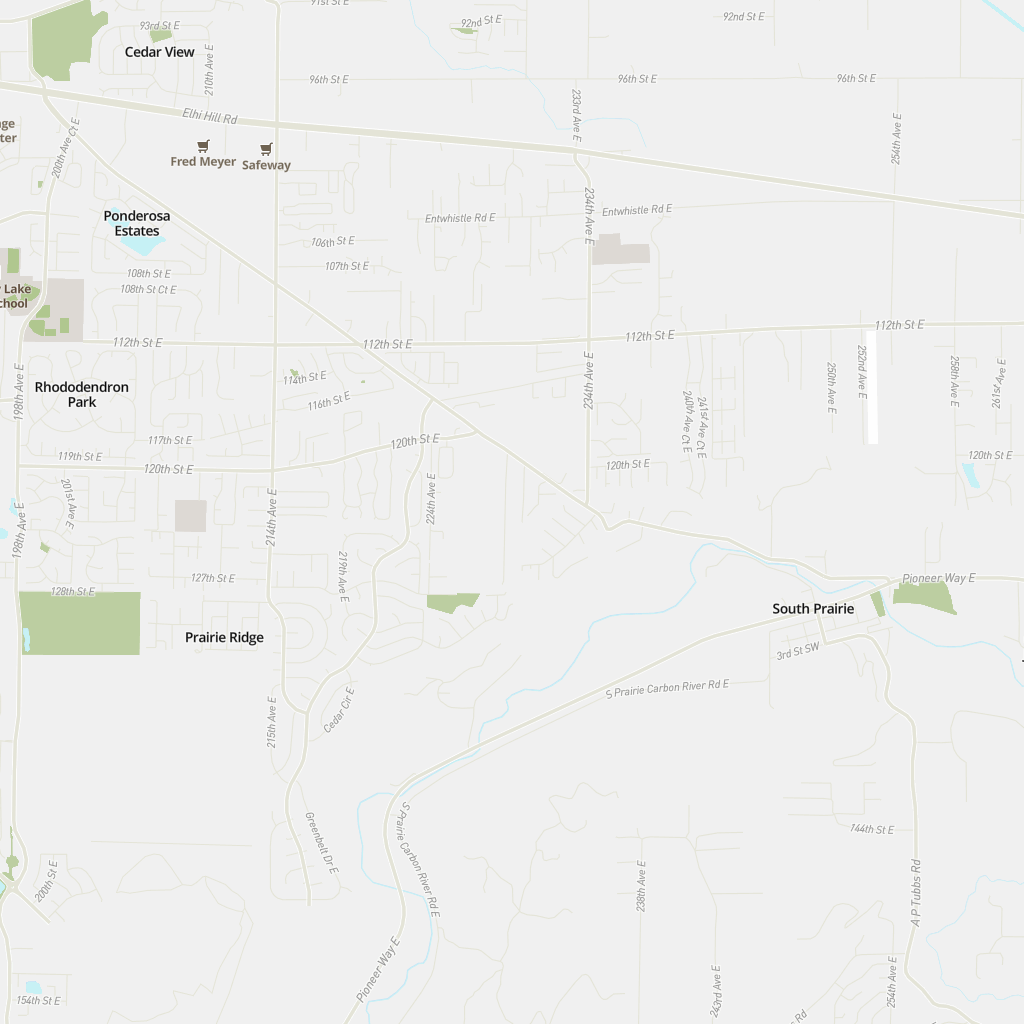 91st St E
93rd St E
92nd St E
92nd St E
Cedar View
210th Ave E
96th St E
96th St E
96th St E
233rd Ave E
Elhi Hill Rd
254th Ave E
ter
200th Ave Ct E
Fred Meyer
Safeway
234th Ave E
Ponderosa
Estates
Entwhistle Rd E
Entwhistle Rd E
106th St E
107th St E
108th St E
108th St Ct E
Lake
112th St E
112th St E
112th St E
112th St E
198th Ave E
Rhododendron
Park
114th St E
116th St E
234th Ave E
240th Ave Ct E
241st Ave Ct E
250th Ave E
252nd Ave E
258th Ave E
261st Ave E
117th St E
119th St E
120th St E
120th St E
120th St E
120th St E
201st Ave E
224th Ave E
214th Ave E
198th Ave E
219th Ave E
127th St E
128th St E
Pioneer Way E
South Prairie
Prairie Ridge
3rd St SW
S Prairie Carbon River Rd E
215th Ave E
Cedar Cir E
Greenbelt Dr E
S Prairie Carbon River Rd E
144th St E
200th St E
238th Ave E
A P Tubbs Rd
Pioneer Way E
243rd Ave E
254th Ave E
154th St E
Rd